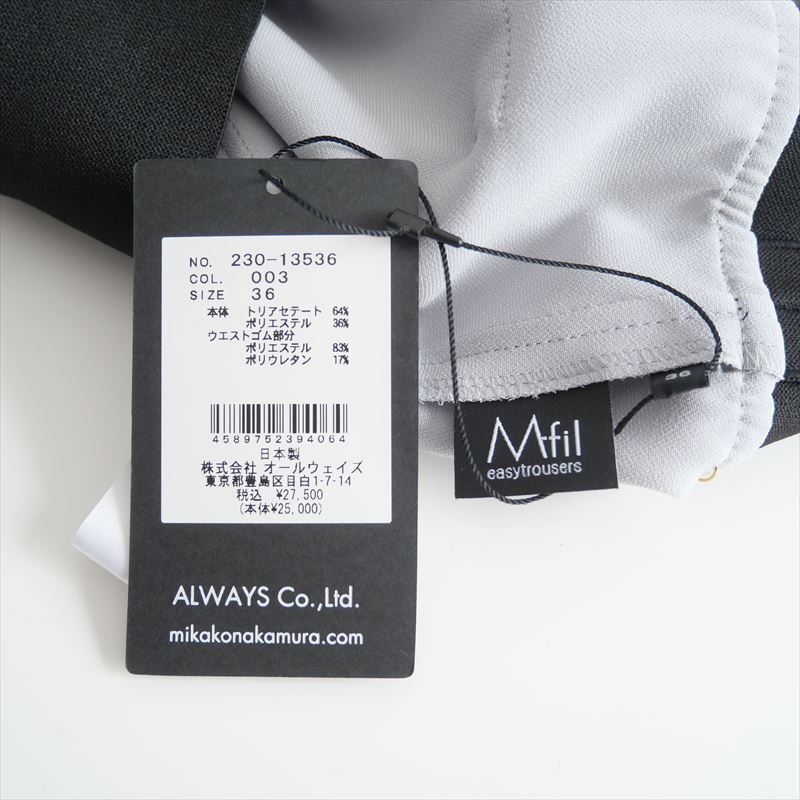 NO. 230-13536
COL. 003
SIZE 36
本体 トリアセテート 64%
ポリエステル 36%
ウエストゴム部分
ポリエステル 83%
ポリウレタン 17%
4589752394064
日本製
株式会社 オールウェイズ
東京都豊島区目白1-7-14
税込 ¥27,500
(本体¥25,000)
ALWAYS Co.,Ltd.
mikakonakamura.com
36
M・fil
easytrousers